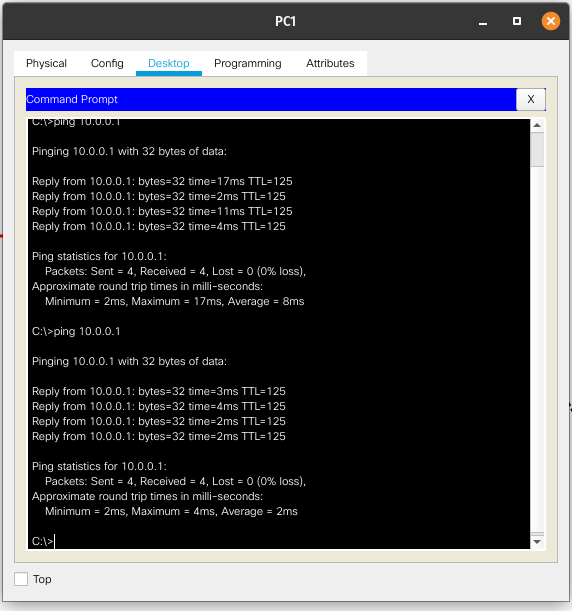 PC1
Physical Config Desktop Programming Attributes
Command Prompt X
C:\>ping 10.0.0.1
Pinging 10.0.0.1 with 32 bytes of data:
Reply from 10.0.0.1: bytes=32 time=17ms TTL=125
Reply from 10.0.0.1: bytes=32 time=2ms TTL=125
Reply from 10.0.0.1: bytes=32 time=11ms TTL=125
Reply from 10.0.0.1: bytes=32 time=4ms TTL=125
Ping statistics for 10.0.0.1:
Packets: Sent = 4, Received = 4, Lost = 0 (0% loss),
Approximate round trip times in milli-seconds:
Minimum = 2ms, Maximum = 17ms, Average = 8ms
C:\>ping 10.0.0.1
Pinging 10.0.0.1 with 32 bytes of data:
Reply from 10.0.0.1: bytes=32 time=3ms TTL=125
Reply from 10.0.0.1: bytes=32 time=4ms TTL=125
Reply from 10.0.0.1: bytes=32 time=2ms TTL=125
Reply from 10.0.0.1: bytes=32 time=2ms TTL=125
Ping statistics for 10.0.0.1:
Packets: Sent = 4, Received = 4, Lost = 0 (0% loss),
Approximate round trip times in milli-seconds:
Minimum = 2ms, Maximum = 4ms, Average = 2ms
C:\>
Top